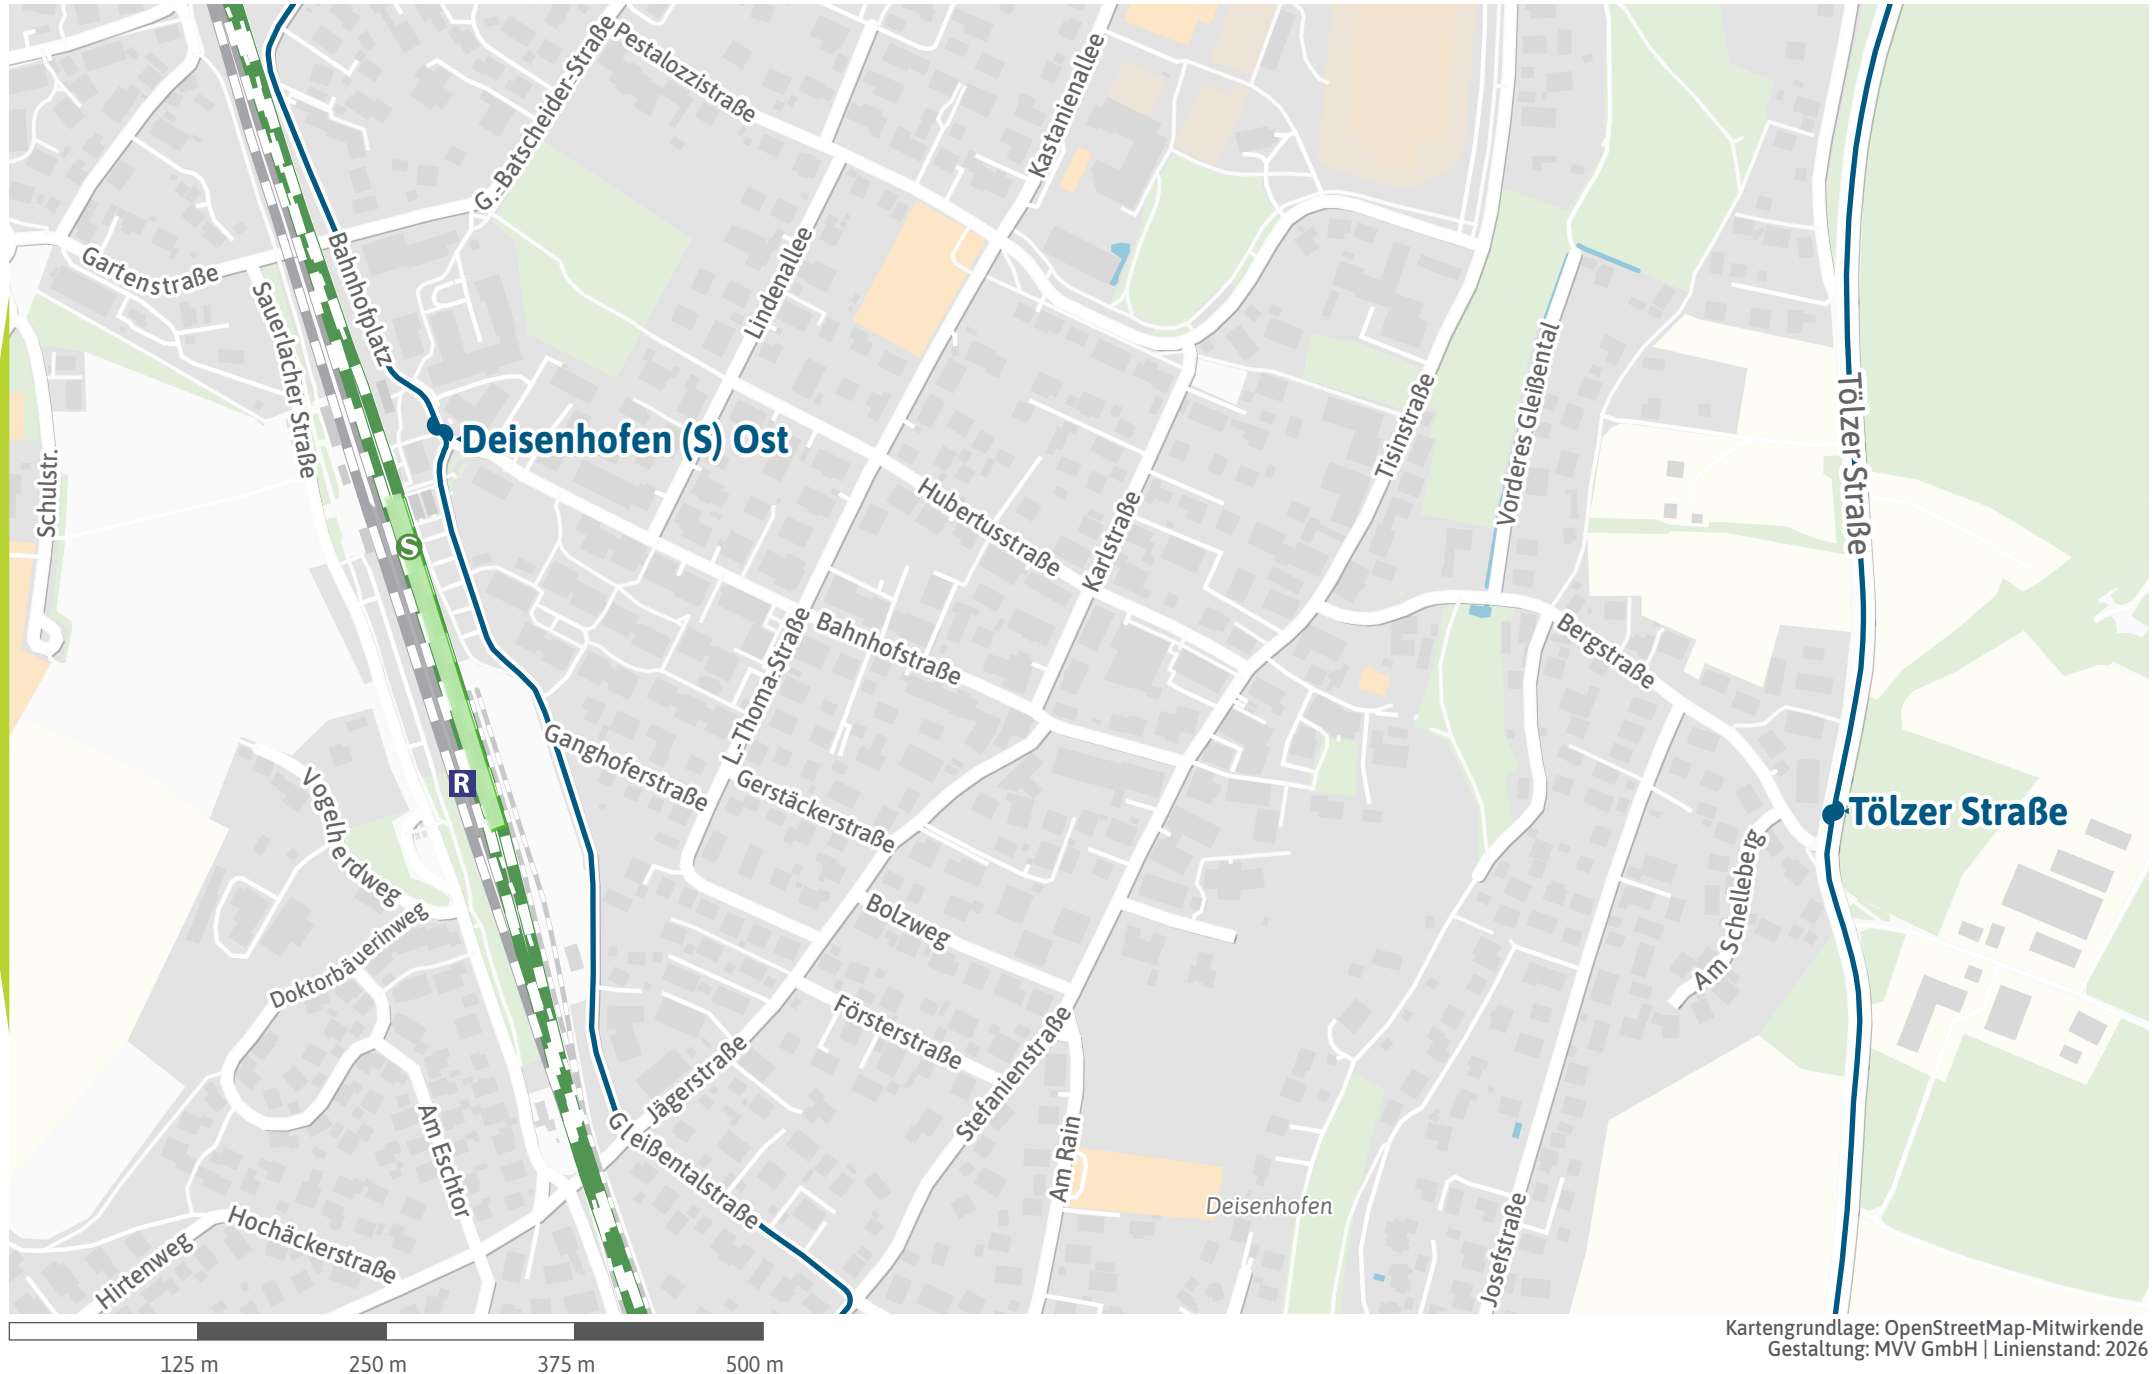 Pestalozzistraße
G.-Batscheider-Straße
Kastanienallee
Bahnhofplatz
Gartenstraße
Sauerlacher Straße
Lindenallee
Schulstr.
Deisenhofen (S) Ost
Tisinstraße
Vorderes Gleißental
Tölzer Straße
Hubertusstraße
Karlstraße
S
Bahnhofstraße
Bergstraße
L.-Thoma-Straße
Ganghoferstraße
Gerstäckerstraße
R
Vogelherdweg
Tölzer Straße
Am Schelleberg
Bolzweg
Doktorbäuerinweg
Försterstraße
Jägerstraße
Stefanienstraße
Gleißentalstraße
Am Eschtor
Am Rain
Deisenhofen
Josefstraße
Hochäckerstraße
Hirtenweg
125 m
250 m
375 m
500 m
Kartengrundlage: OpenStreetMap-Mitwirkende
Gestaltung: MVV GmbH | Linienstand: 2026